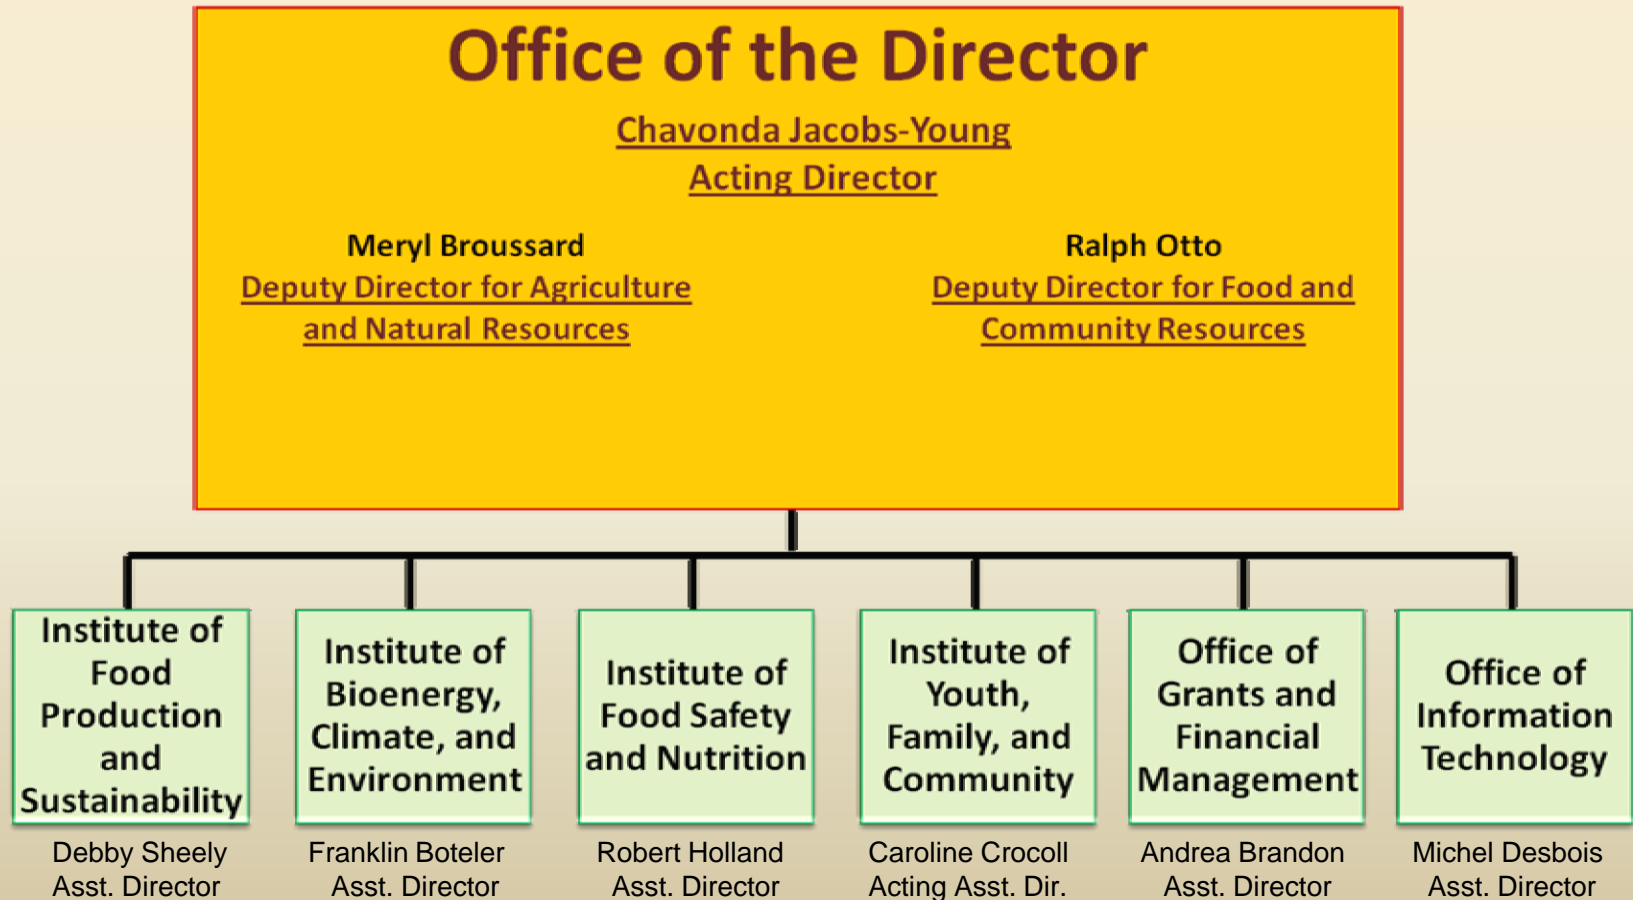 Office of the Director
Chavonda Jacobs-Young
Acting Director
Meryl Broussard
Deputy Director for Agriculture
and Natural Resources
Ralph Otto
Deputy Director for Food and
Community Resources
Institute of
Food
Production
and
Sustainability
Debby Sheely
Asst. Director
Institute of
Bioenergy,
Climate, and
Environment
Franklin Boteler
Asst. Director
Institute of
Food Safety
and Nutrition
Robert Holland
Asst. Director
Institute of
Youth,
Family, and
Community
Caroline Crocoll
Acting Asst. Dir.
Office of
Grants and
Financial
Management
Andrea Brandon
Asst. Director
Office of
Information
Technology
Michel Desbois
Asst. Director